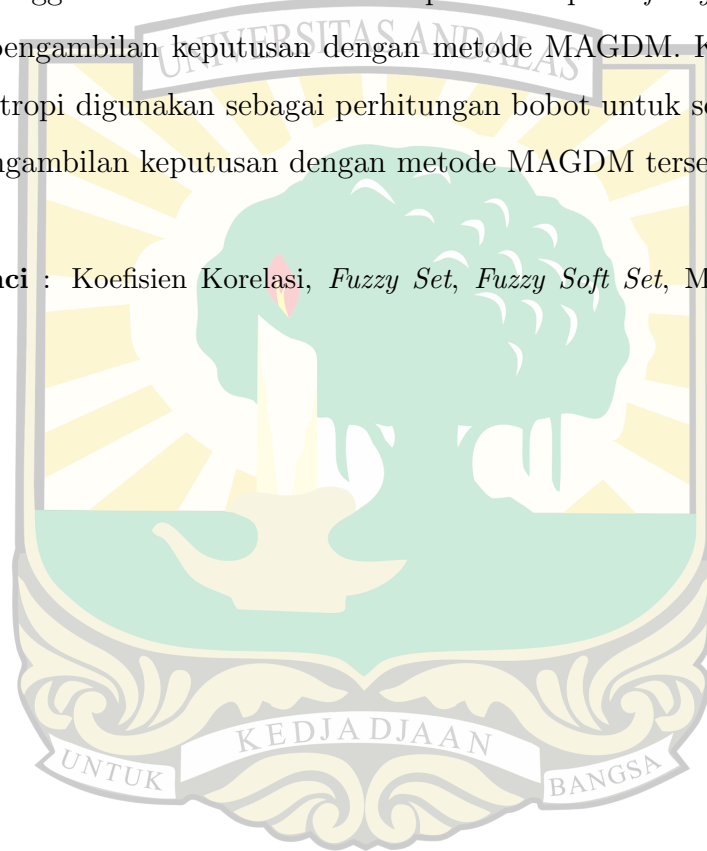 UNIVERSITAS ANDALAS
pengambilan keputusan dengan metode MAGDM. K
tropi digunakan sebagai perhitungan bobot untuk se
ngambilan keputusan dengan metode MAGDM terse
nci : Koefisien Korelasi, Fuzzy Set, Fuzzy Soft Set, M
KEDJADJAAN
UNTUK
BANGSA